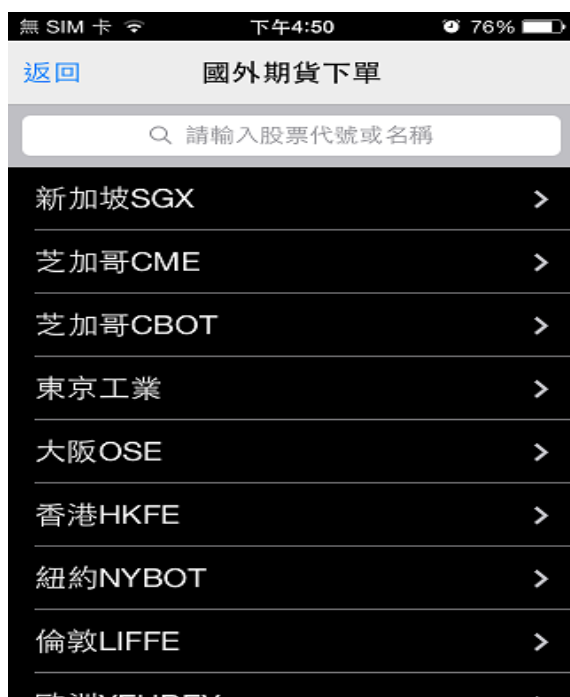 無 SIM 卡 下午4:50 76%
返回 國外期貨下單
請輸入股票代號或名稱
新加坡SGX
芝加哥CME
芝加哥CBOT
東京工業
大阪OSE
香港HKFE
紐約NYBOT
倫敦LIFFE